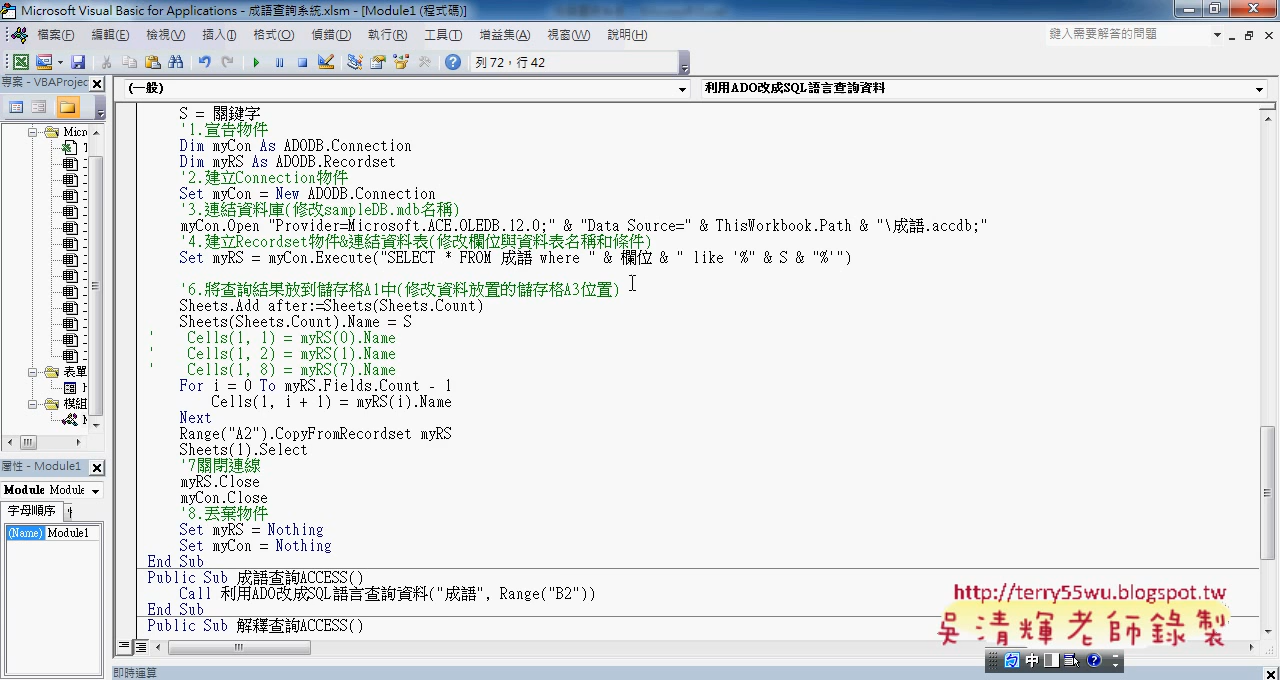 Microsoft Visual Basic for Applications - 成語查詢系統.xlsm - [Module1 (程式碼)]
檔案(F) 編輯(E) 檢視(V) 插入(I) 格式(O) 偵錯(D) 執行(R) 工具(T) 增益集(A) 視窗(W) 說明(H)
鍵入需要解答的問題
列 72，行 42
專案 - VBAProjec
(一般)
利用ADO改成SQL語言查詢資料
Micr
表單
模組
S = 關鍵字
'1.宣告物件
Dim myCon As ADODB.Connection
Dim myRS As ADODB.Recordset
'2.建立Connection物件
Set myCon = New ADODB.Connection
'3.連結資料庫(修改sampleDB.mdb名稱)
myCon.Open "Provider=Microsoft.ACE.OLEDB.12.0;" & "Data Source=" & ThisWorkbook.Path & "\成語.accdb;"
'4.建立Recordset物件&連結資料表(修改欄位與資料表名稱和條件)
Set myRS = myCon.Execute("SELECT * FROM 成語 where " & 欄位 & " like '%" & S & "%'")
'6.將查詢結果放到儲存格A1中(修改資料放置的儲存格A3位置)
Sheets.Add after:=Sheets(Sheets.Count)
Sheets(Sheets.Count).Name = S
' Cells(1, 1) = myRS(0).Name
' Cells(1, 2) = myRS(1).Name
' Cells(1, 8) = myRS(7).Name
For i = 0 To myRS.Fields.Count - 1
Cells(1, i + 1) = myRS(i).Name
Next
Range("A2").CopyFromRecordset myRS
Sheets(1).Select
'7關閉連線
myRS.Close
myCon.Close
'8.丟棄物件
Set myRS = Nothing
Set myCon = Nothing
End Sub
Public Sub 成語查詢ACCESS()
Call 利用ADO改成SQL語言查詢資料("成語", Range("B2"))
End Sub
Public Sub 解釋查詢ACCESS()
屬性 - Module1
Module Module
字母順序
(Name) Module1
http://terry55wu.blogspot.tw
吳清輝老師錄製
中
即時運算